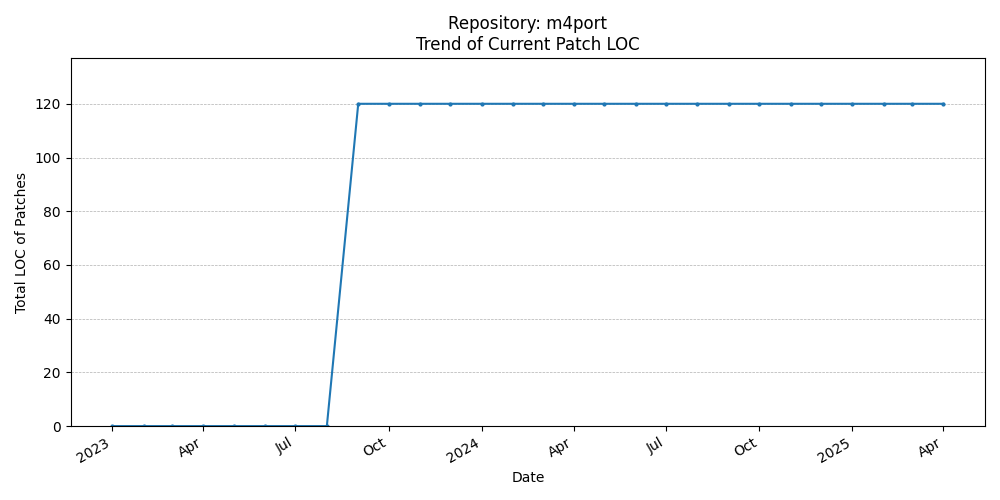 Repository: m4port
Trend of Current Patch LOC
Total LOC of Patches
120
100
80
60
40
20
0
2023 Apr Jul Oct 2024 Apr Jul Oct 2025 Apr
Date